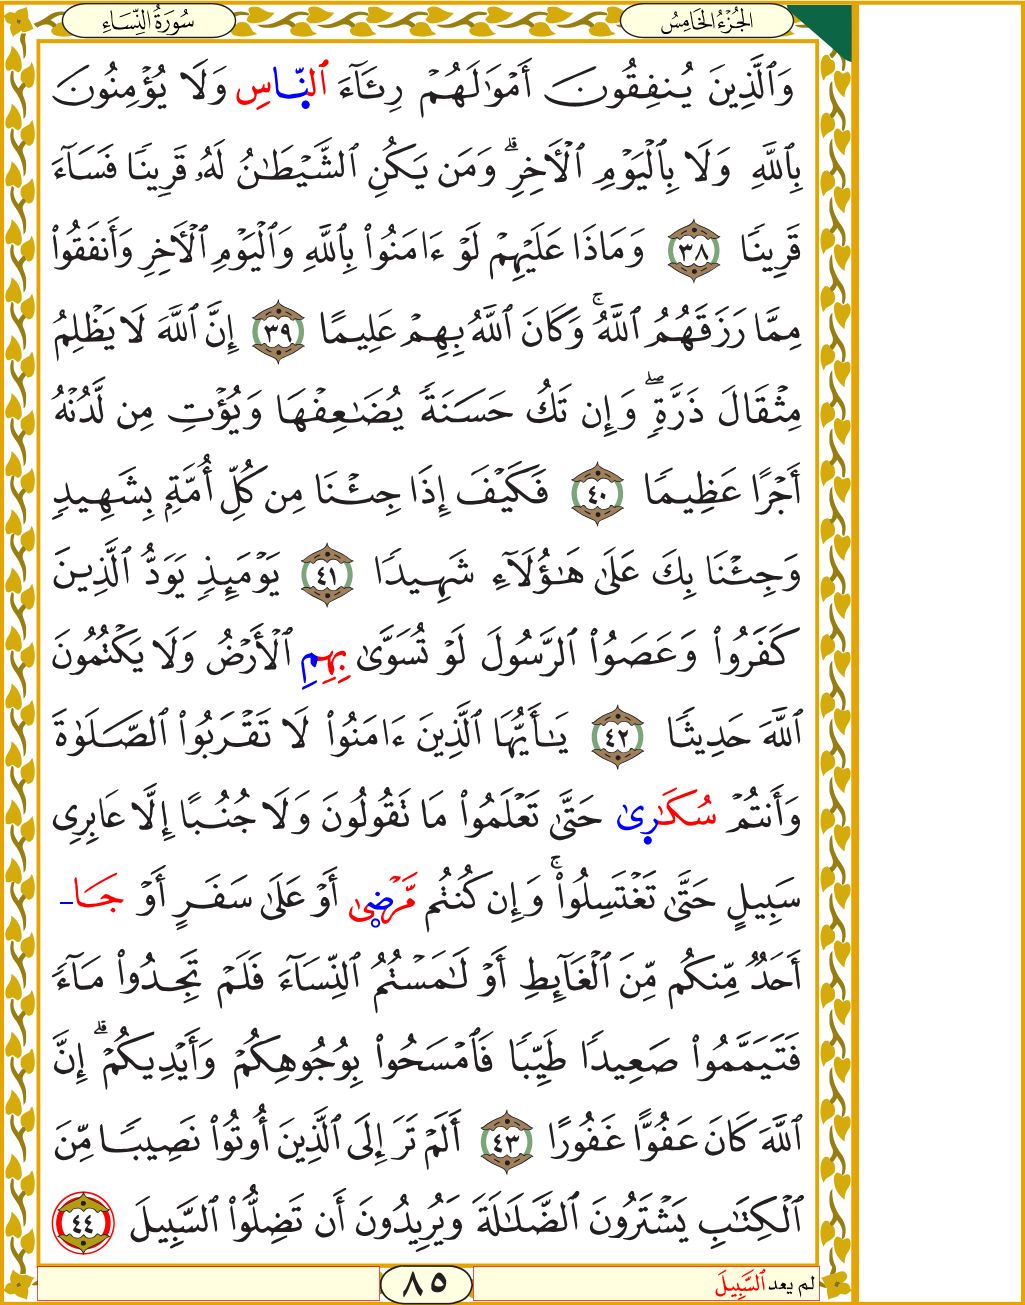 سُورَةُ النِّسَاءِ
الجُزْءُ الخَامِسُ
وَٱلَّذِينَ يُنفِقُونَ أَمْوَٰلَهُمْ رِئَآءَ ٱلنَّاسِ وَلَا يُؤْمِنُونَ
بِٱللَّهِ وَلَا بِٱلْيَوْمِ ٱلْأَخِرِ ۗ وَمَن يَكُنِ ٱلشَّيْطَـٰنُ لَهُۥ قَرِينًا فَسَآءَ
قَرِينًا ٣٨ وَمَاذَا عَلَيْهِمْ لَوْ ءَامَنُوا۟ بِٱللَّهِ وَٱلْيَوْمِ ٱلْأَخِرِ وَأَنفَقُوا۟
مِمَّا رَزَقَهُمُ ٱللَّهُ ۚ وَكَانَ ٱللَّهُ بِهِمْ عَلِيمًا ٣٩ إِنَّ ٱللَّهَ لَا يَظْلِمُ
مِثْقَالَ ذَرَّةٍ ۖ وَإِن تَكُ حَسَنَةً يُضَـٰعِفْهَا وَيُؤْتِ مِن لَّدُنْهُ
أَجْرًا عَظِيمًا ٤٠ فَكَيْفَ إِذَا جِئْنَا مِن كُلِّ أُمَّةٍۭ بِشَهِيدٍ
وَجِئْنَا بِكَ عَلَىٰ هَـٰٓؤُلَآءِ شَهِيدًا ٤١ يَوْمَئِذٍ يَوَدُّ ٱلَّذِينَ
كَفَرُوا۟ وَعَصَوُا۟ ٱلرَّسُولَ لَوْ تُسَوَّىٰ بِهِمِ ٱلْأَرْضُ وَلَا يَكْتُمُونَ
ٱللَّهَ حَدِيثًا ٤٢ يَـٰٓأَيُّهَا ٱلَّذِينَ ءَامَنُوا۟ لَا تَقْرَبُوا۟ ٱلصَّلَوٰةَ
وَأَنتُمْ سُكَـٰرِىٰ حَتَّىٰ تَعْلَمُوا۟ مَا تَقُولُونَ وَلَا جُنُبًا إِلَّا عَابِرِى
سَبِيلٍ حَتَّىٰ تَغْتَسِلُوا۟ ۚ وَإِن كُنتُم مَّرْضِىٰ أَوْ عَلَىٰ سَفَرٍ أَوْ جَا-
أَحَدٌ مِّنكُم مِّنَ ٱلْغَآئِطِ أَوْ لَـٰمَسْتُمُ ٱلنِّسَآءَ فَلَمْ تَجِدُوا۟ مَآءً
فَتَيَمَّمُوا۟ صَعِيدًا طَيِّبًا فَٱمْسَحُوا۟ بِوُجُوهِكُمْ وَأَيْدِيكُمْ ۗ إِنَّ
ٱللَّهَ كَانَ عَفُوًّا غَفُورًا ٤٣ أَلَمْ تَرَ إِلَى ٱلَّذِينَ أُوتُوا۟ نَصِيبًا مِّنَ
ٱلْكِتَـٰبِ يَشْتَرُونَ ٱلضَّلَـٰلَةَ وَيُرِيدُونَ أَن تَضِلُّوا۟ ٱلسَّبِيلَ ٤٤
لم يعد ٱلسَّبِيلَ
٨٥